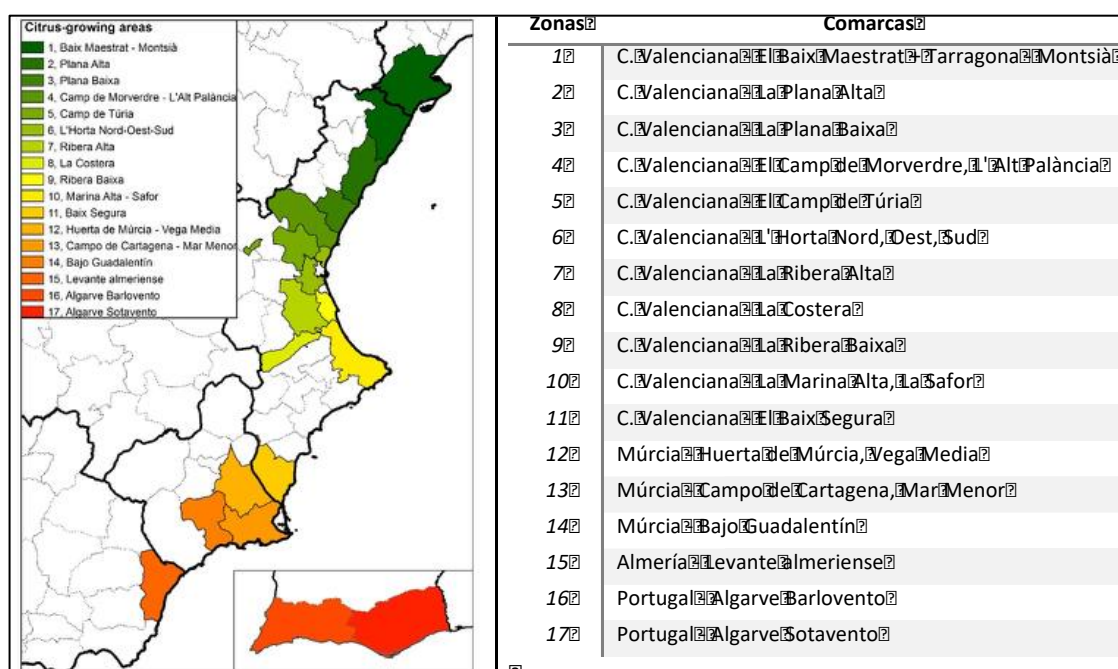 Citrus-growing areas
1, Baix Maestrat - Montsià
2, Plana Alta
3, Plana Baixa
4, Camp de Morverdre - L'Alt Palància
5, Camp de Túria
6, L'Horta Nord-Oest-Sud
7, Ribera Alta
8, La Costera
9, Ribera Baixa
10, Marina Alta - Safor
11, Baix Segura
12, Huerta de Múrcia - Vega Media
13, Campo de Cartagena - Mar Menor
14, Bajo Guadalentín
15, Levante almeriense
16, Algarve Barlovento
17, Algarve Sotavento
Zonas Comarcas
1 C. Valenciana - El Baix Maestrat + Tarragona - Montsià
2 C. Valenciana - La Plana Alta
3 C. Valenciana - La Plana Baixa
4 C. Valenciana - El Camp de Morverdre, L' Alt Palància
5 C. Valenciana - El Camp de Túria
6 C. Valenciana - L' Horta Nord, Oest, Sud
7 C. Valenciana - La Ribera Alta
8 C. Valenciana - La Costera
9 C. Valenciana - La Ribera Baixa
10 C. Valenciana - La Marina Alta, La Safor
11 C. Valenciana - El Baix Segura
12 Múrcia - Huerta de Múrcia, Vega Media
13 Múrcia - Campo de Cartagena, Mar Menor
14 Múrcia - Bajo Guadalentín
15 Almería - Levante almeriense
16 Portugal - Algarve Barlovento
17 Portugal - Algarve Sotavento